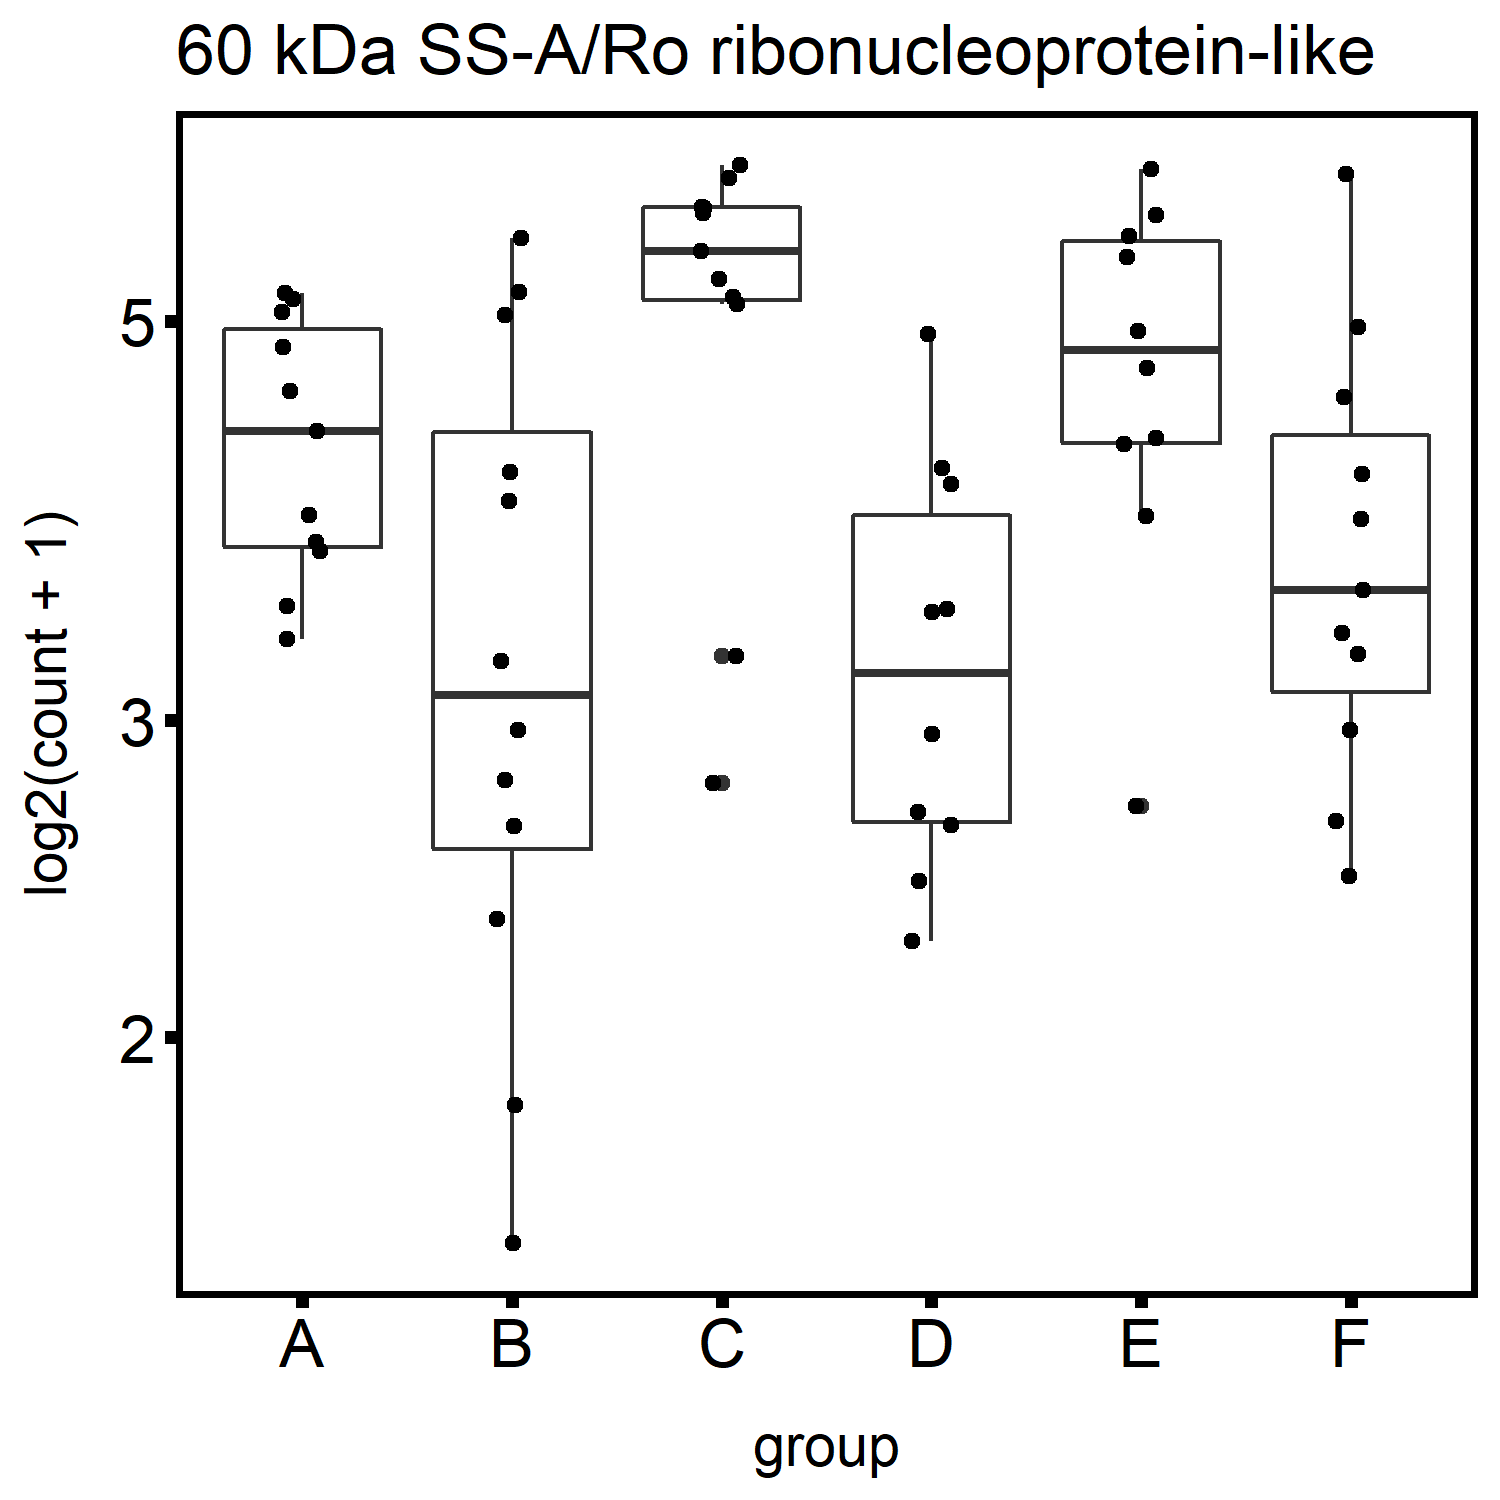 60 kDa SS-A/Ro ribonucleoprotein-like
log2(count + 1)
5
3
2
A B C D E F
group